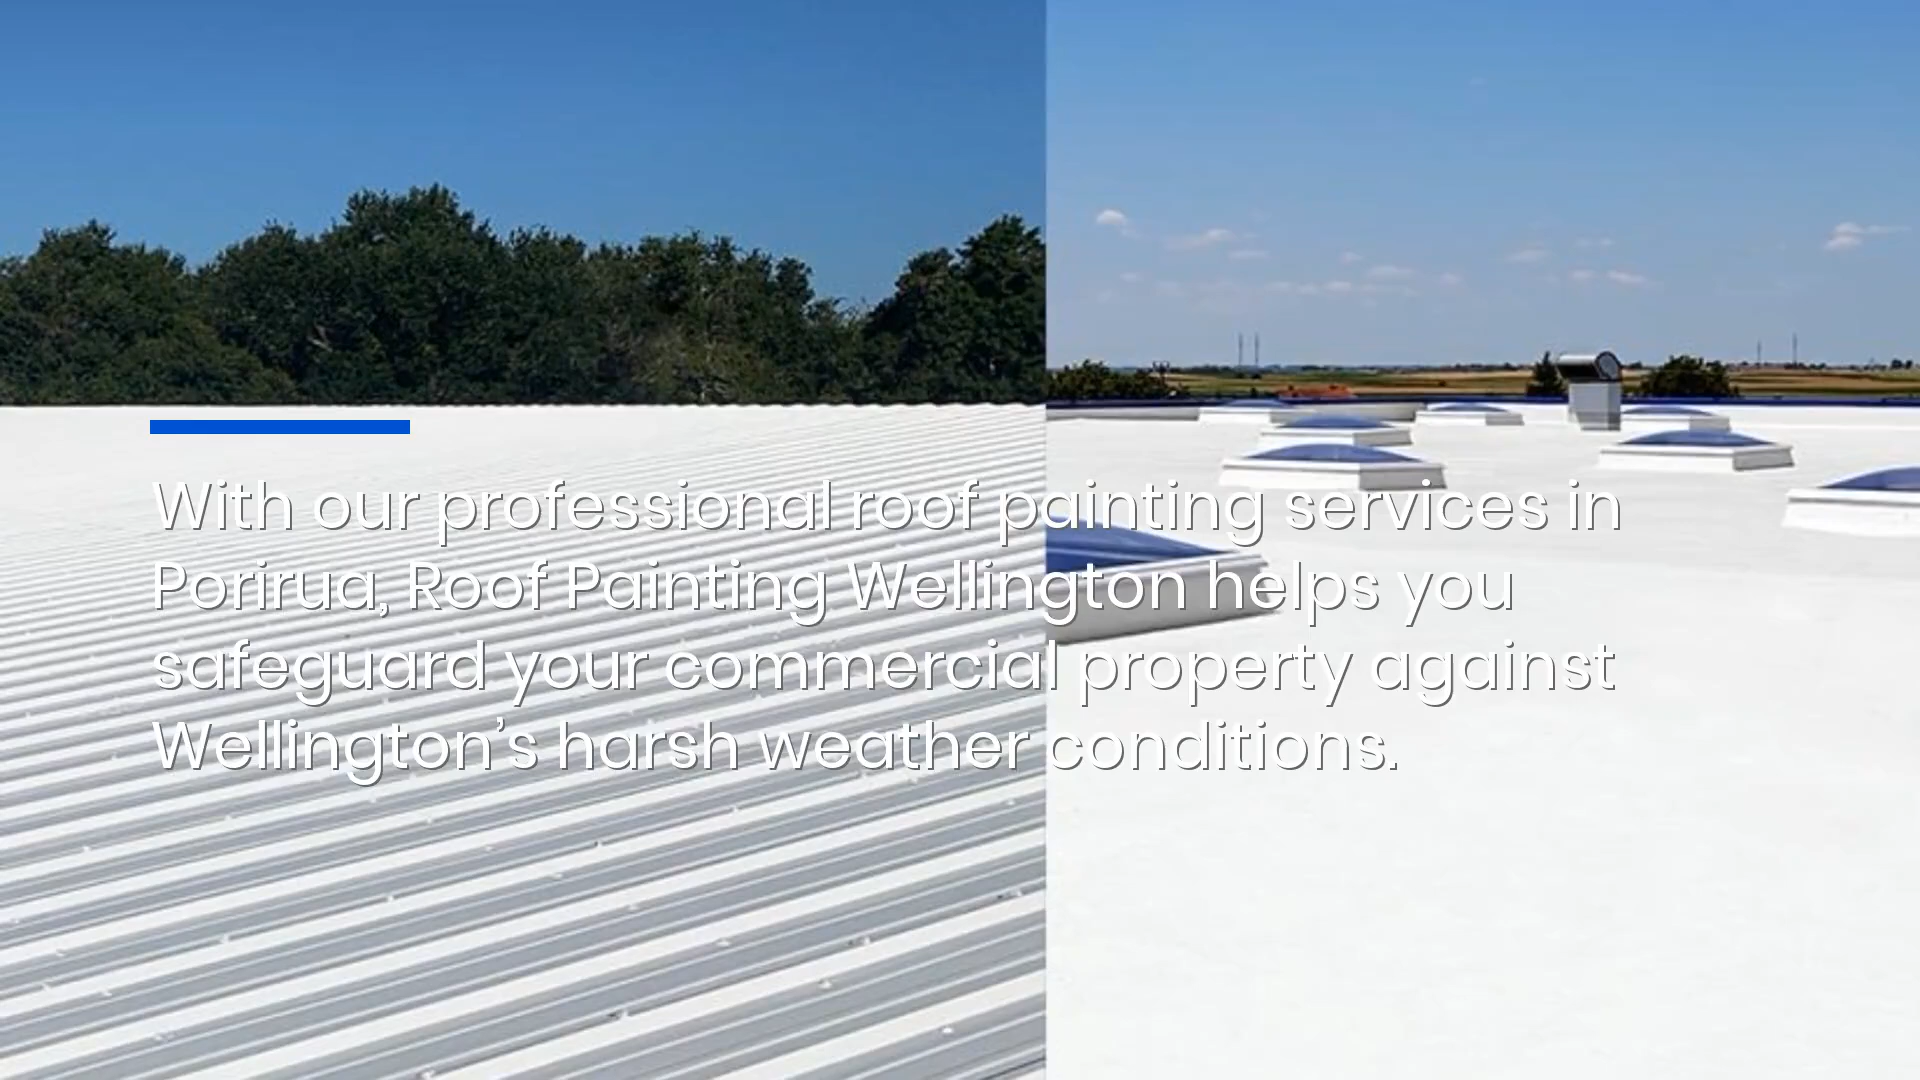 With our professional roof painting services in
Porirua, Roof Painting Wellington helps you
safeguard your commercial property against
Wellington’s harsh weather conditions.